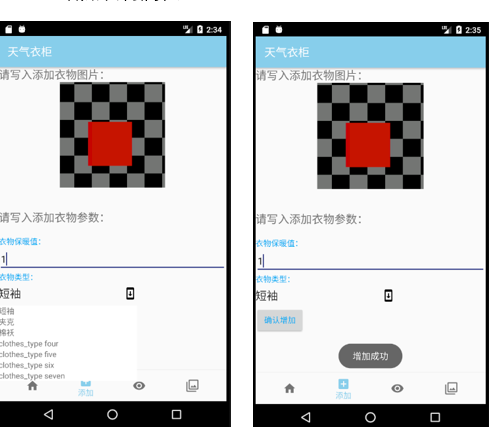 2:34
天气衣柜
请写入添加衣物图片:
请写入添加衣物参数:
衣物保暖值:
1
衣物类型:
短袖
短袖
夹克
棉袄
clothes_type four
clothes_type five
clothes_type six
clothes_type seven
添加
2:35
天气衣柜
请写入添加衣物图片:
请写入添加衣物参数:
衣物保暖值:
1
衣物类型:
短袖
确认增加
增加成功
添加